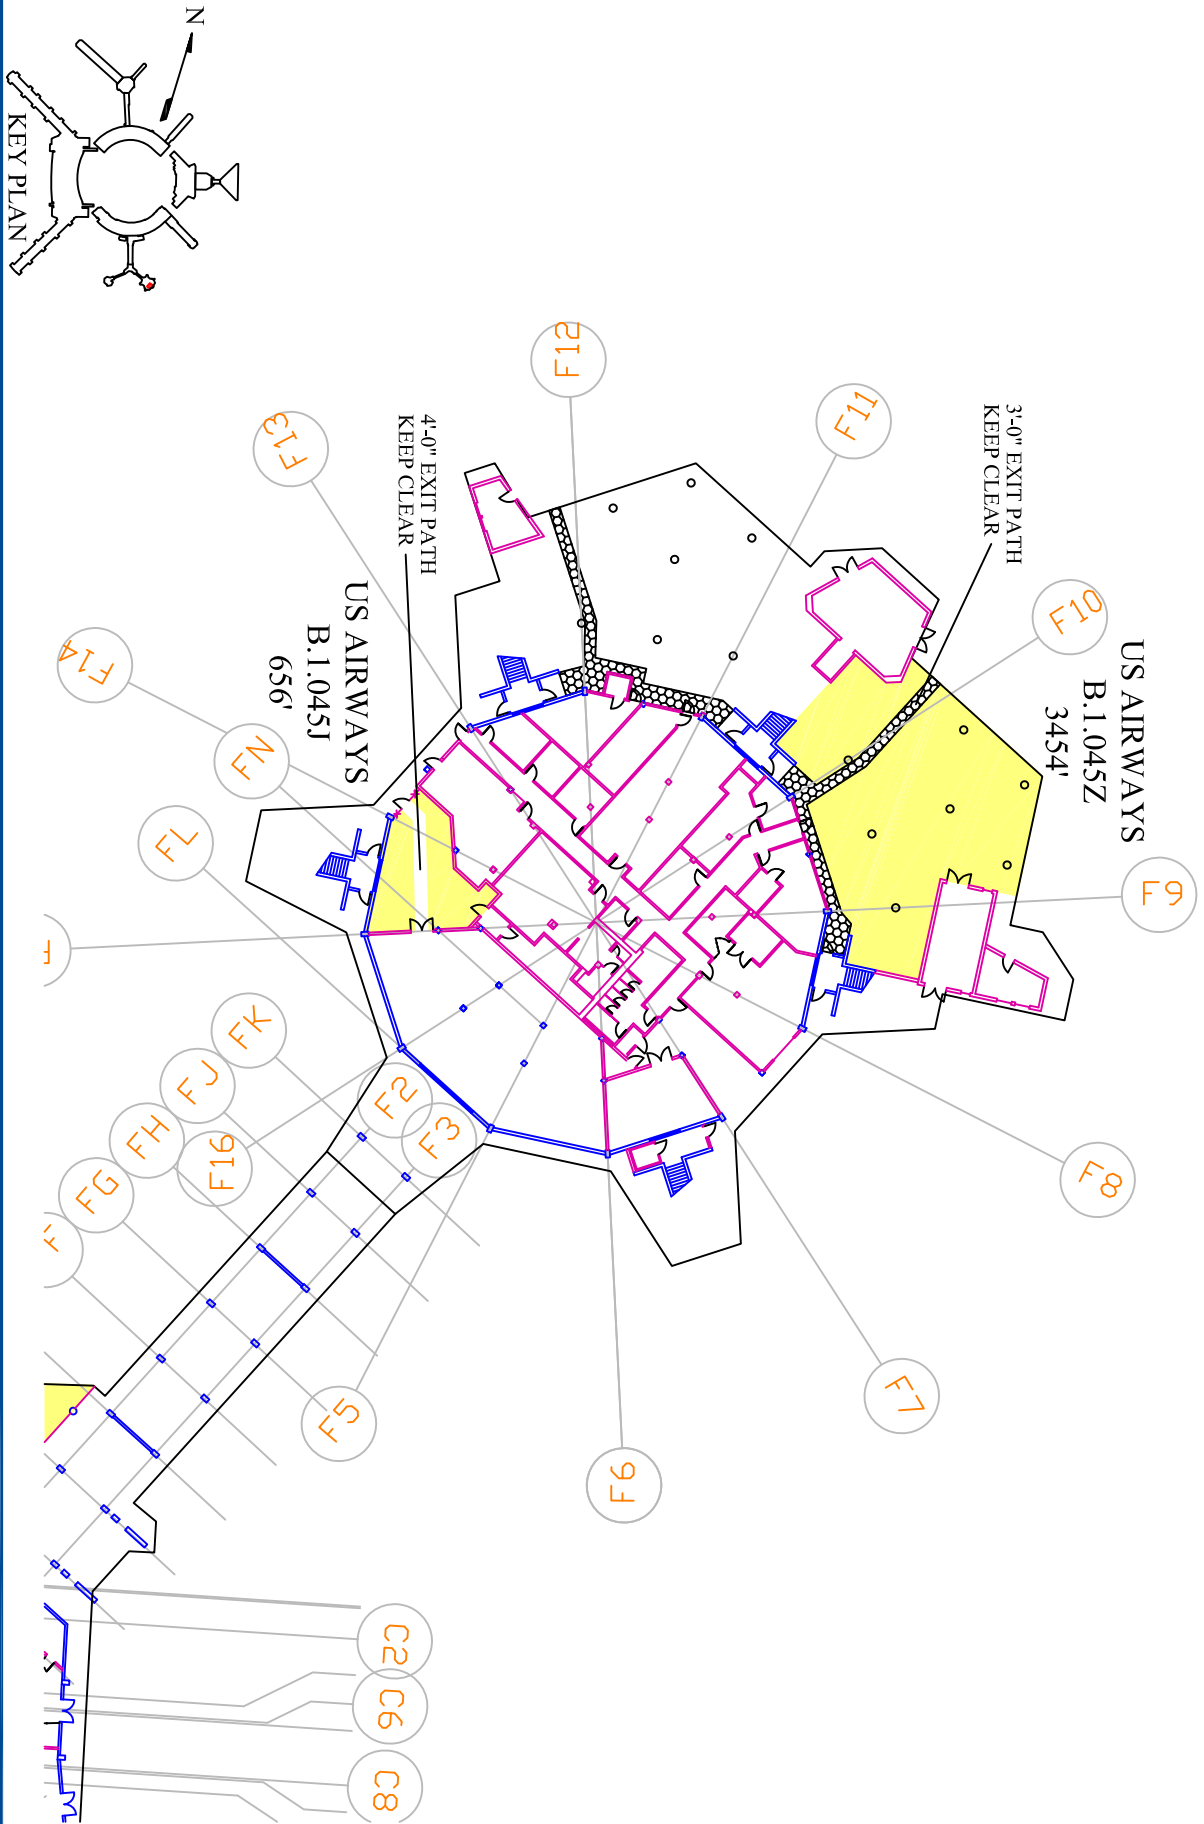 N
KEY PLAN
3'-0" EXIT PATH
KEEP CLEAR
4'-0" EXIT PATH
KEEP CLEAR
US AIRWAYS
B.1.045Z
3454'
US AIRWAYS
B.1.045J
656'
F12
F13
F11
F10
F14
FN
FL
F9
FK
FJ
FH
FG
F16
F2
F3
F8
F7
F5
F6
C2
C6
C8